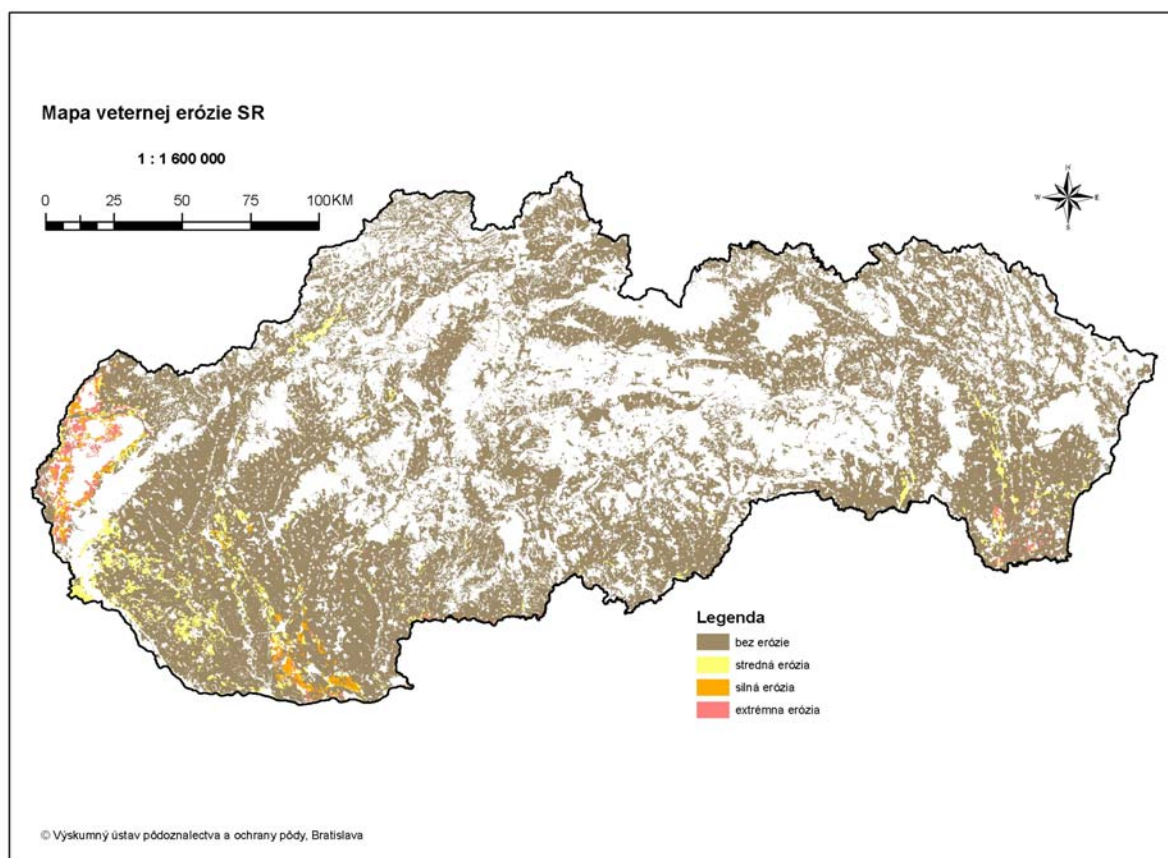 Mapa veternej erózie SR
1 : 1 600 000
0 25 50 75 100KM
N
W E
S
Legenda
bez erózie
stredná erózia
silná erózia
extrémna erózia
© Výskumný ústav pôdoznalectva a ochrany pôdy, Bratislava